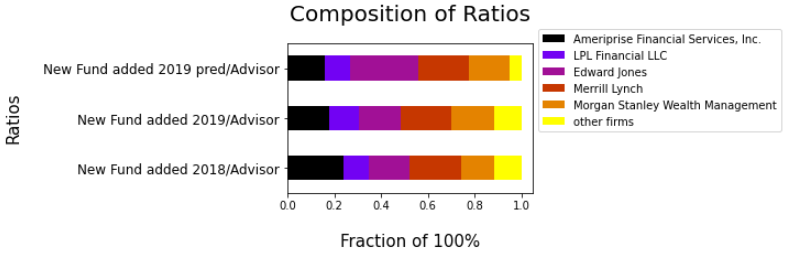 Composition of Ratios
Ameriprise Financial Services, Inc.
LPL Financial LLC
Edward Jones
Merrill Lynch
Morgan Stanley Wealth Management
other firms
Ratios
New Fund added 2019 pred/Advisor
New Fund added 2019/Advisor
New Fund added 2018/Advisor
0.0 0.2 0.4 0.6 0.8 1.0
Fraction of 100%